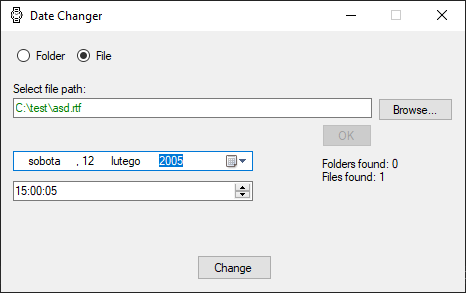 Date Changer
Folder File
Select file path:
C:\test\asd.rtf Browse...
OK
sobota , 12 lutego 2005
Folders found: 0
Files found: 1
15:00:05
Change